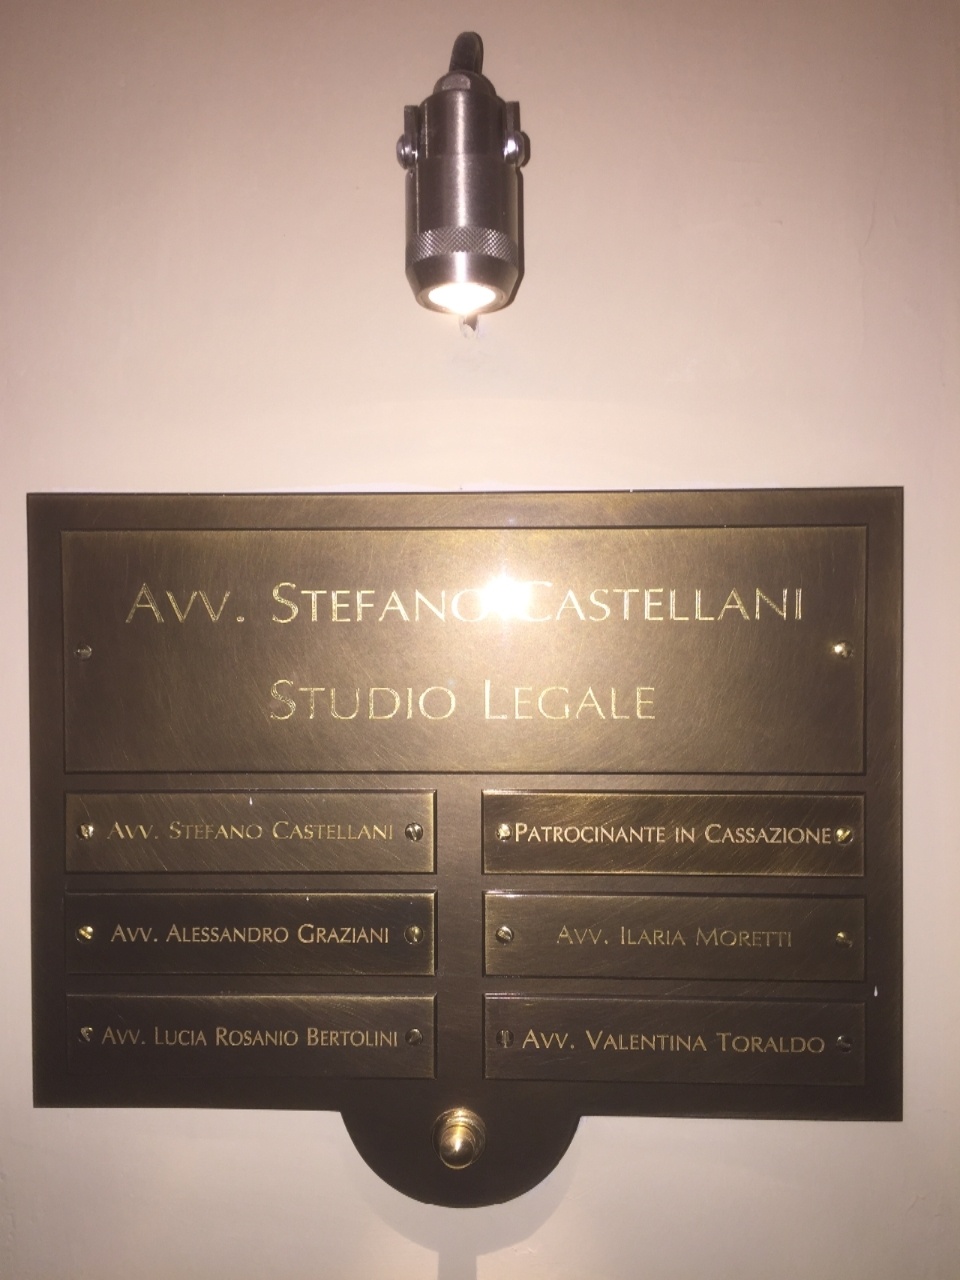 Avv. Stefano Castellani
Studio Legale
Avv. Stefano Castellani
Patrocinante in Cassazione
Avv. Alessandro Graziani
Avv. Ilaria Moretti
Avv. Lucia Rosanio Bertolini
Avv. Valentina Toraldo